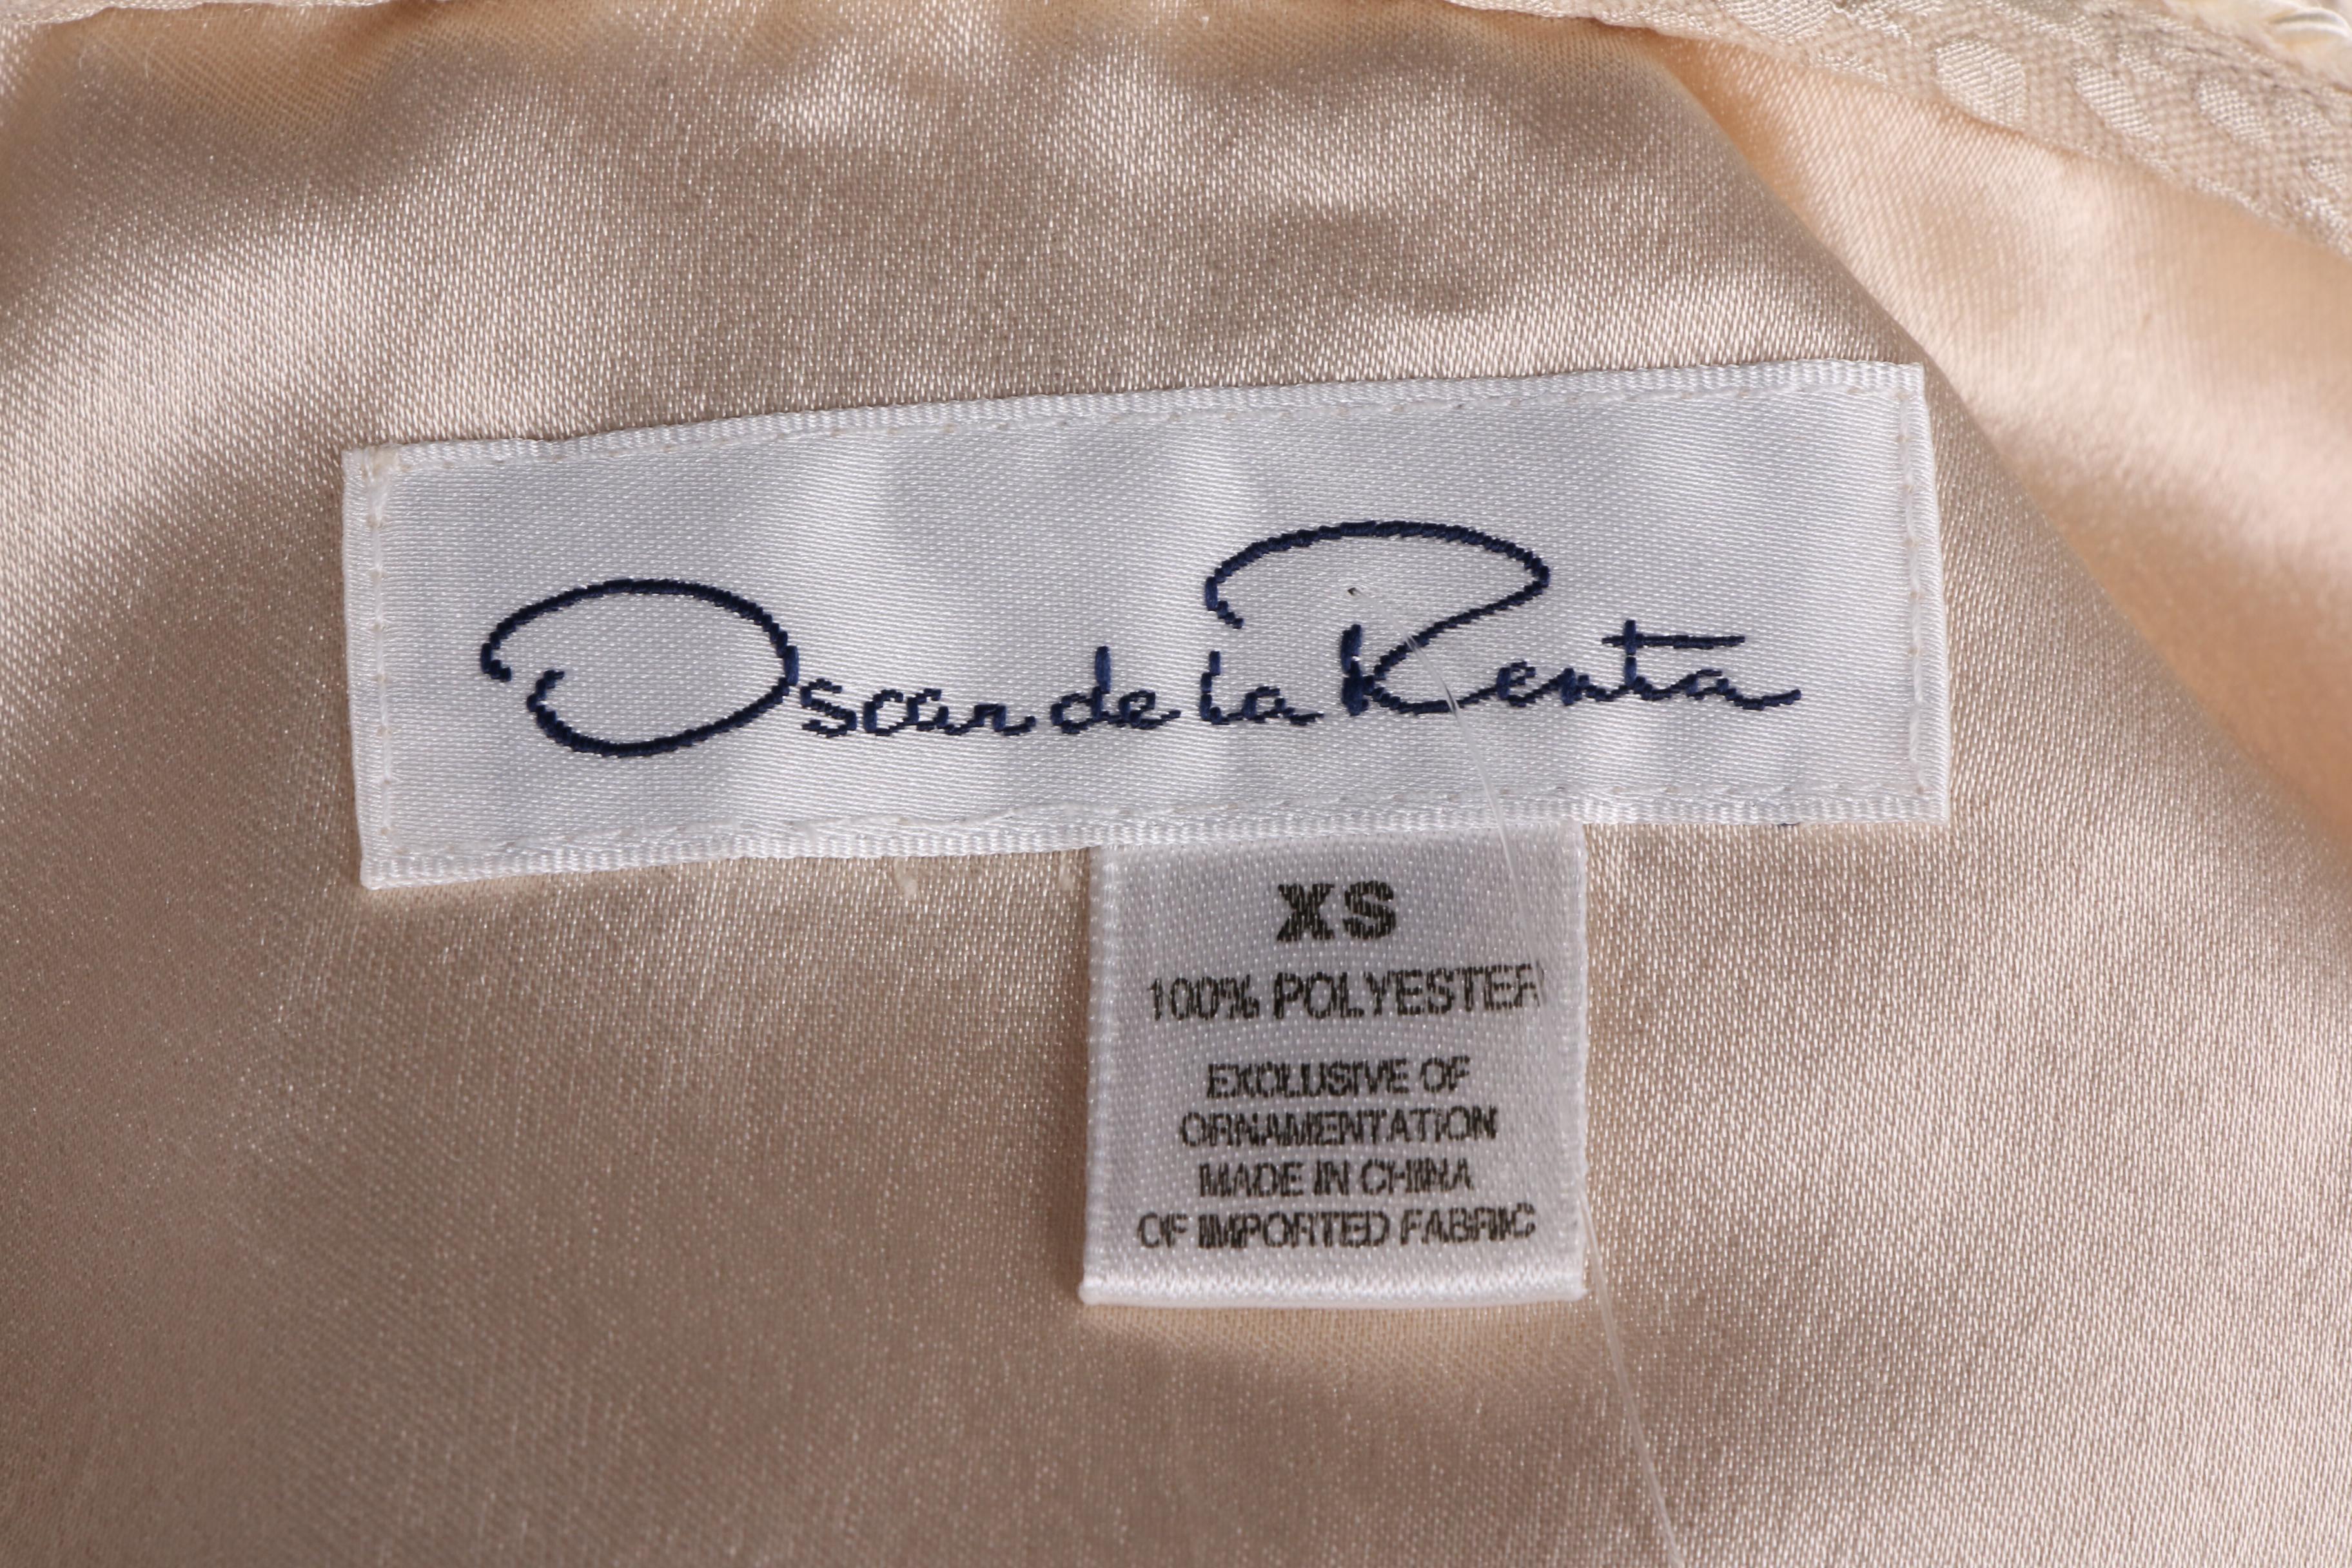 Oscar de la Renta
XS
100% POLYESTER
EXCLUSIVE OF
ORNAMENTATION
MADE IN CHINA
OF IMPORTED FABRIC